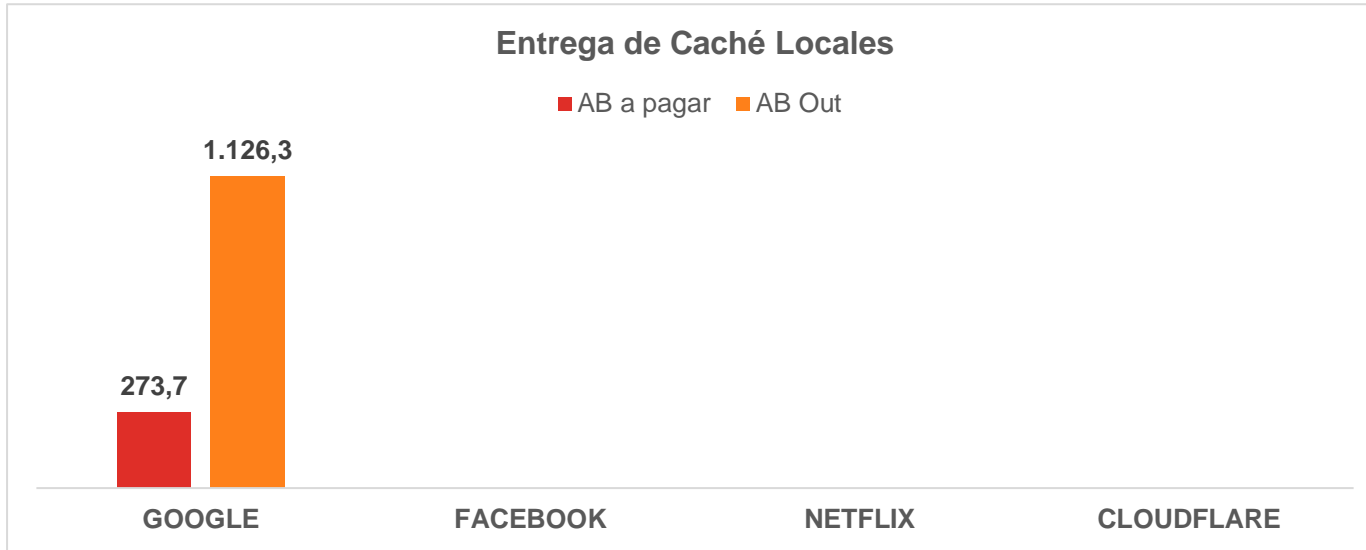 Entrega de Caché Locales
AB a pagar AB Out
1.126,3
273,7
GOOGLE FACEBOOK NETFLIX CLOUDFLARE